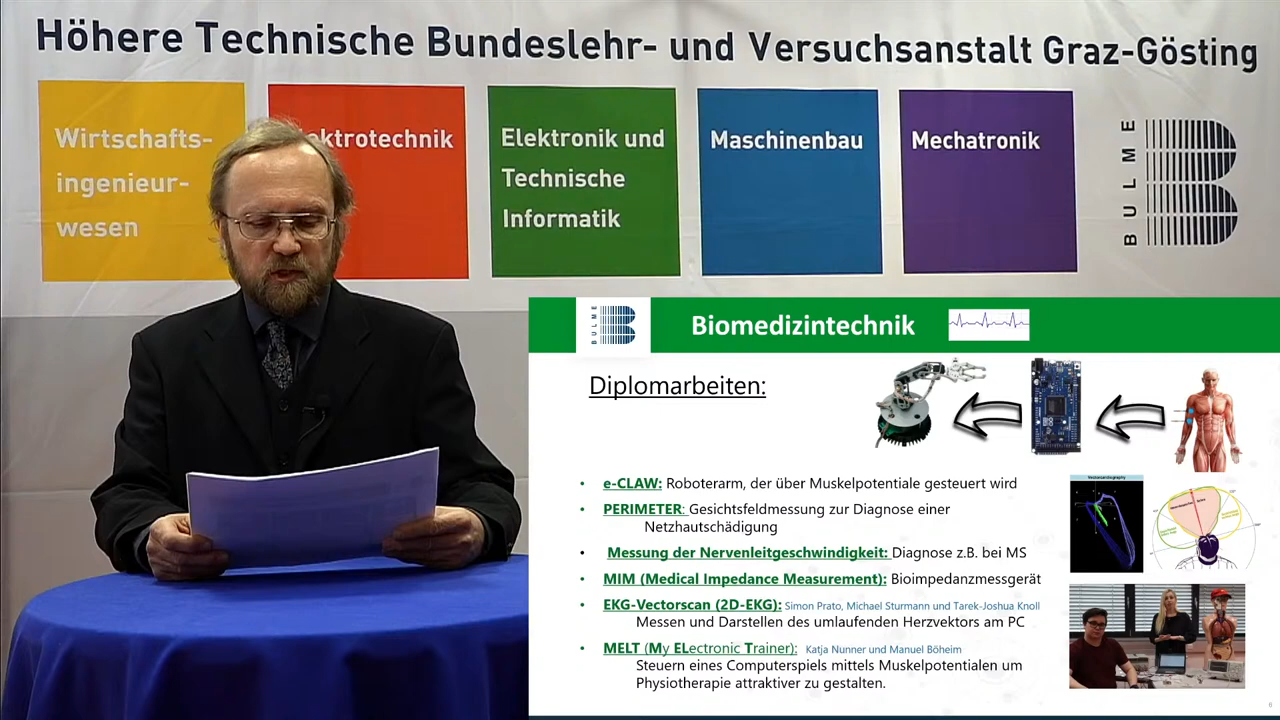 Höhere Technische Bundeslehr- und Versuchsanstalt Graz-Gösting
Wirtschafts-
ingenieur-
wesen
ektrotechnik
Elektronik und
Technische
Informatik
Maschinenbau
Mechatronik
BULME
BULME
Biomedizintechnik
Diplomarbeiten:
• e-CLAW: Roboterarm, der über Muskelpotentiale gesteuert wird
• PERIMETER: Gesichtsfeldmessung zur Diagnose einer
Netzhautschädigung
• Messung der Nervenleitgeschwindigkeit: Diagnose z.B. bei MS
• MIM (Medical Impedance Measurement): Bioimpedanzmessgerät
• EKG-Vectorscan (2D-EKG): Simon Prato, Michael Sturmann und Tarek-Joshua Knoll
Messen und Darstellen des umlaufenden Herzvektors am PC
• MELT (My ELectronic Trainer): Katja Nunner und Manuel Böheim
Steuern eines Computerspiels mittels Muskelpotentialen um
Physiotherapie attraktiver zu gestalten.
6